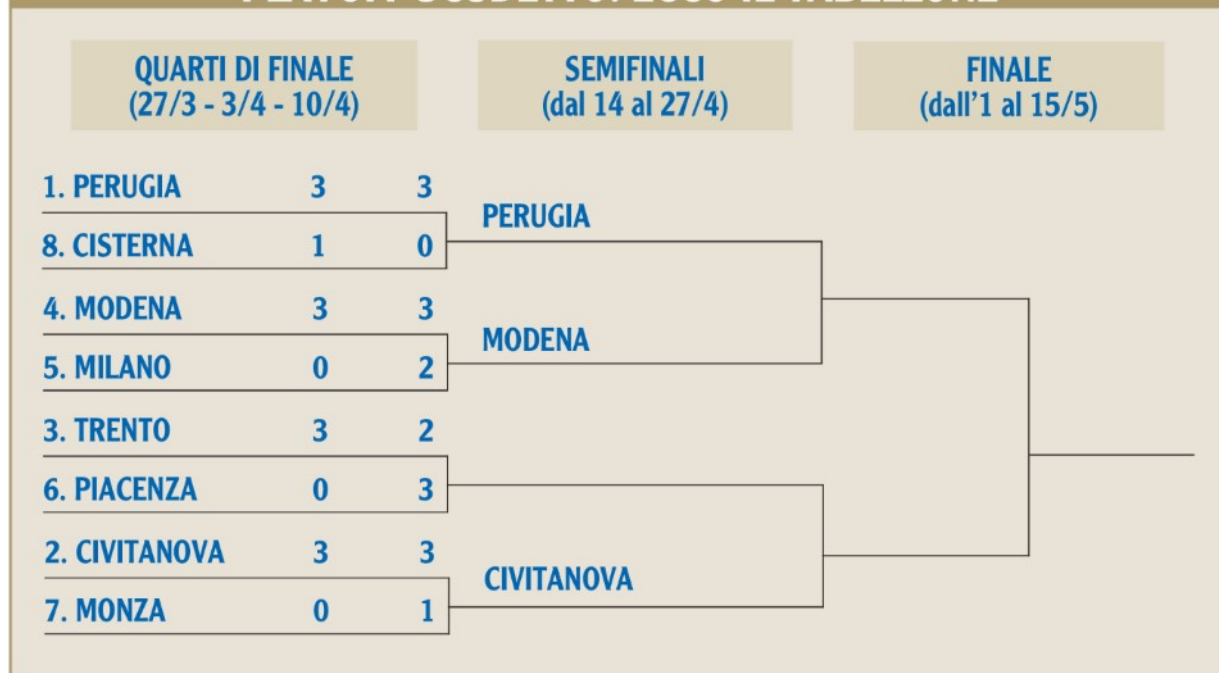 QUARTI DI FINALE
(27/3 - 3/4 - 10/4)
SEMIFINALI
(dal 14 al 27/4)
FINALE
(dall'1 al 15/5)
1. PERUGIA 3 3
8. CISTERNA 1 0
4. MODENA 3 3
5. MILANO 0 2
3. TRENTO 3 2
6. PIACENZA 0 3
2. CIVITANOVA 3 3
7. MONZA 0 1
PERUGIA
MODENA
CIVITANOVA